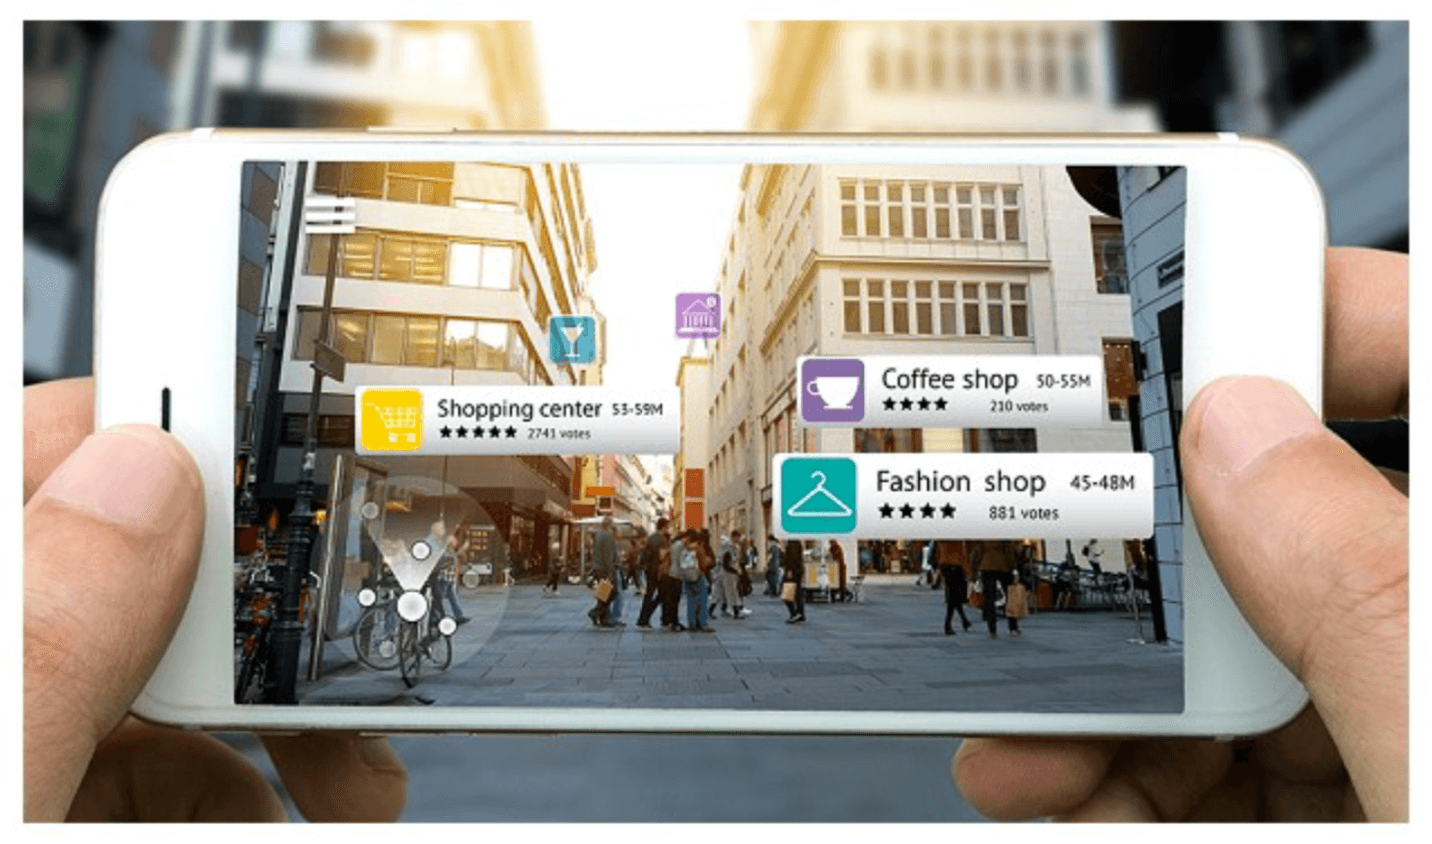 Shopping center 53-59M
★★★★★ 2741 votes
Coffee shop 50-55M
★★★★ 210 votes
Fashion shop 45-48M
★★★★ 881 votes